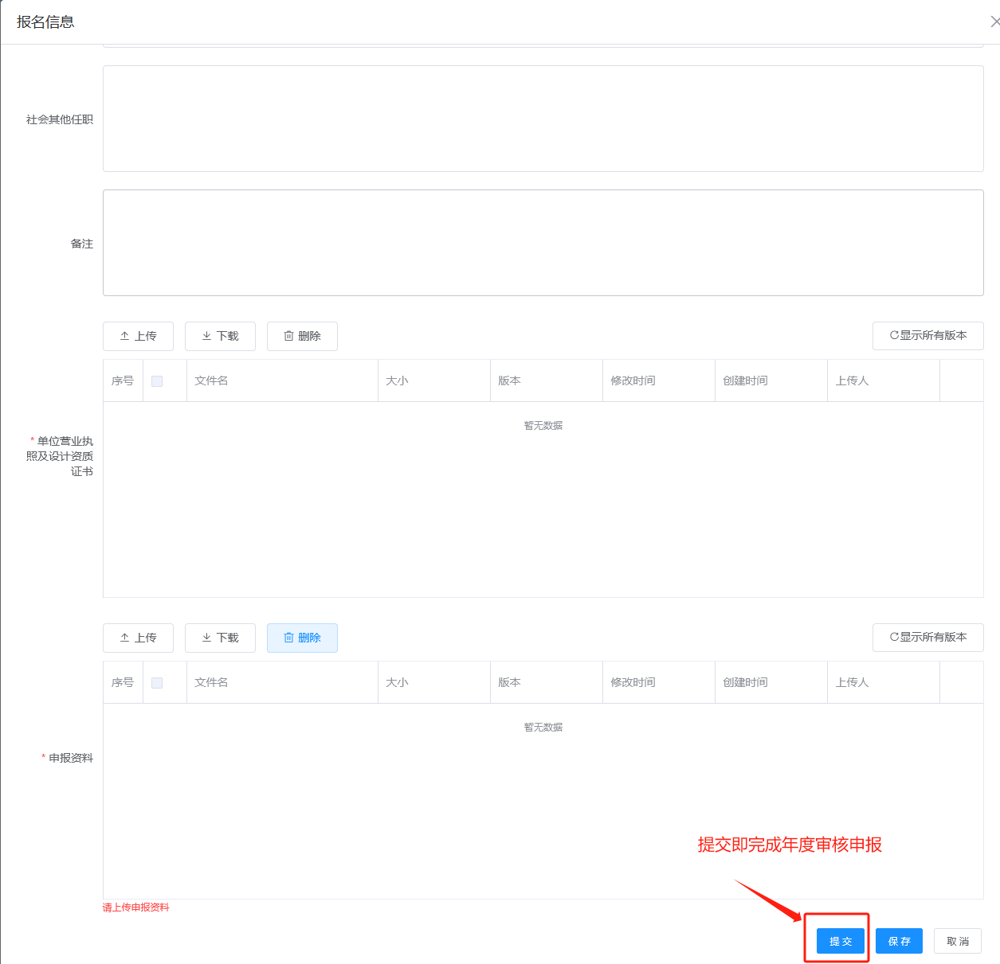 报名信息
社会其他任职
备注
上传 下载 删除 显示所有版本
序号 文件名 大小 版本 修改时间 创建时间 上传人
暂无数据
* 单位营业执
照及设计资质
证书
上传 下载 删除 显示所有版本
序号 文件名 大小 版本 修改时间 创建时间 上传人
暂无数据
* 申报资料
提交即完成年度审核申报
请上传申报资料
提交 保存 取消